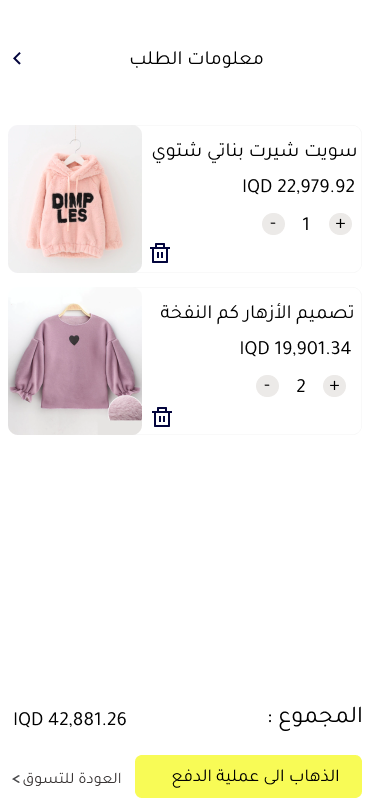 معلومات الطلب
سويت شيرت بناتي شتوي
IQD 22,979.92
- 1 +
DIMP
LES
تصميم الأزهار كم النفخة
IQD 19,901.34
- 2 +
المجموع :
IQD 42,881.26
الذهاب الى عملية الدفع
العودة للتسوق >